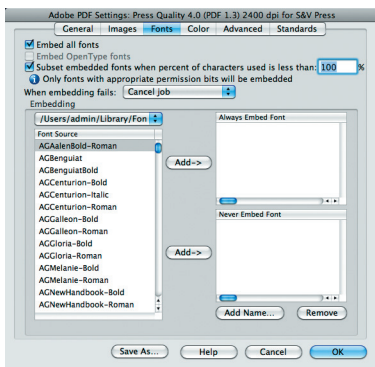 Adobe PDF Settings: Press Quality 4.0 (PDF 1.3) 2400 dpi for S&V Press
General Images Fonts Color Advanced Standards
Embed all fonts
Embed OpenType fonts
Subset embedded fonts when percent of characters used is less than: 100 %
Only fonts with appropriate permission bits will be embedded
When embedding fails: Cancel job
Embedding
/Users/admin/Library/Fon
Font Source
AGAalenBold-Roman
AGBenguiat
AGBenguiatBold
AGCenturion-Bold
AGCenturion-Italic
AGCenturion-Roman
AGGalleon-Bold
AGGalleon-Roman
AGGloria-Bold
AGGloria-Roman
AGMelanie-Bold
AGMelanie-Roman
AGNewHandbook-Bold
AGNewHandbook-Roman
Add->
Add->
Always Embed Font
Never Embed Font
Add Name... Remove
Save As... Help Cancel OK